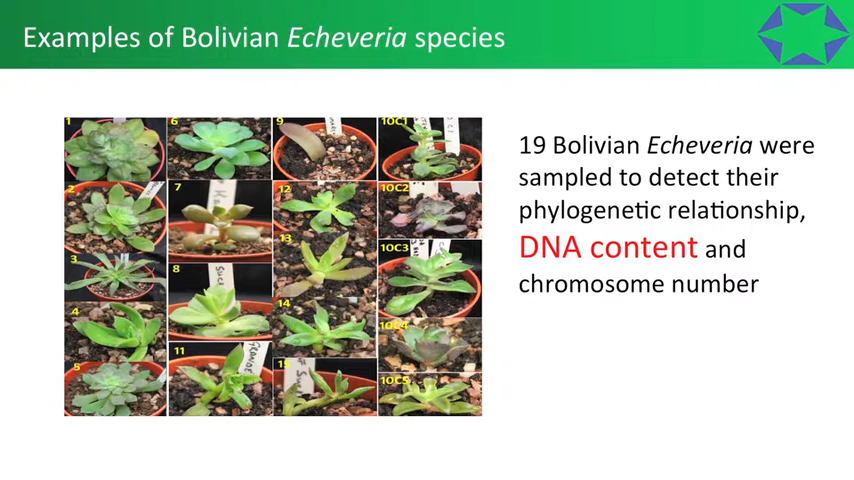 Examples of Bolivian Echeveria species
1
6
9
10C1
2
7
12
10C2
3
13
10C3
8
4
14
10C4
11
5
15
10C5
19 Bolivian Echeveria were
sampled to detect their
phylogenetic relationship,
DNA content and
chromosome number